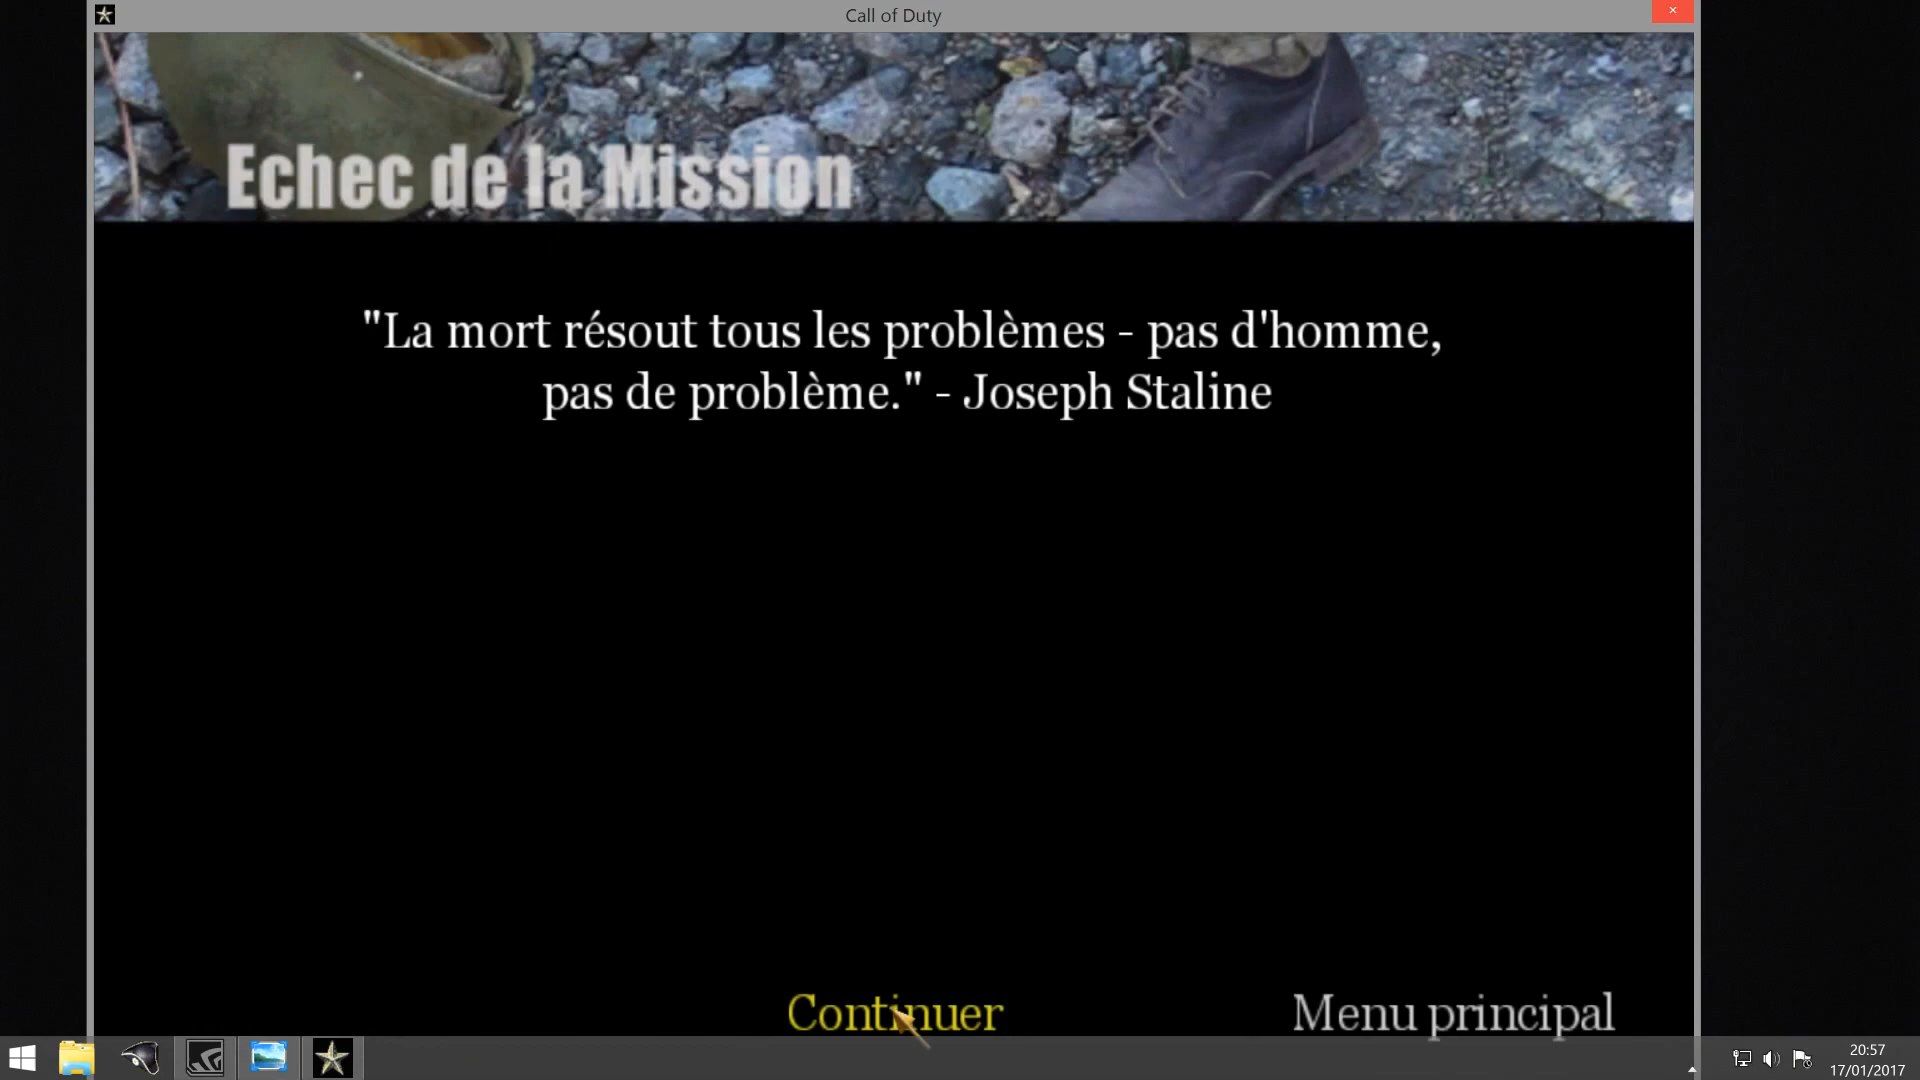 Call of Duty
Echec de la Mission
"La mort résout tous les problèmes - pas d'homme,
pas de problème." - Joseph Staline
Continuer
Menu principal
20:57
17/01/2017